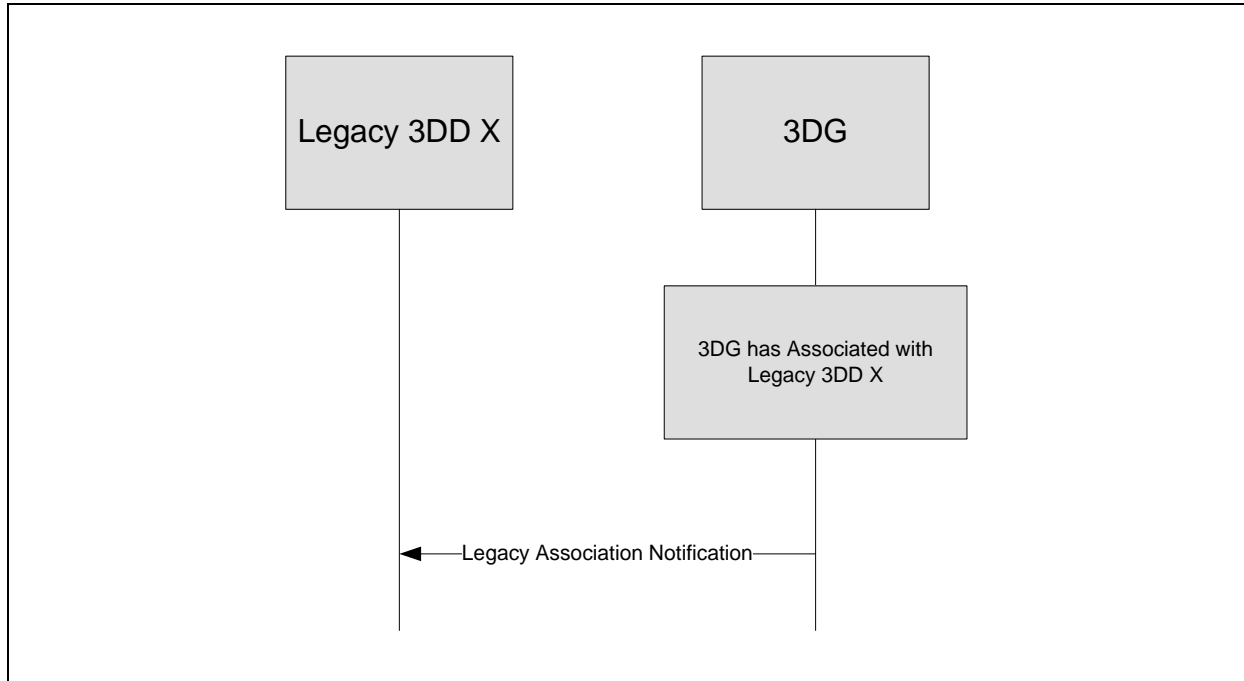 Legacy 3DD X
3DG
3DG has Associated with
Legacy 3DD X
Legacy Association Notification